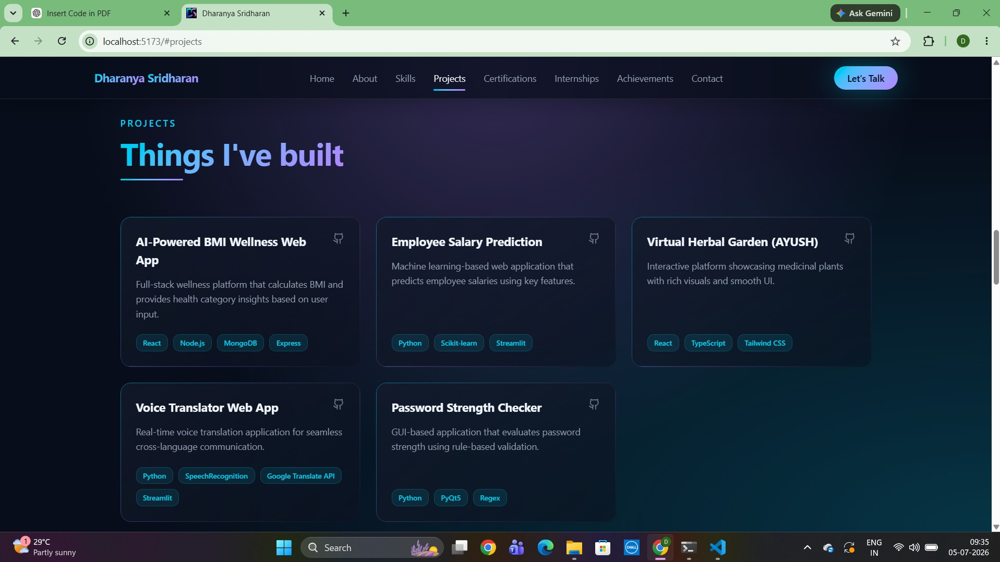 Insert Code in PDF
Dharanya Sridharan
Ask Gemini
localhost:5173/#projects
D
Dharanya Sridharan
Home
About
Skills
Projects
Certifications
Internships
Achievements
Contact
Let's Talk
PROJECTS
Things I've built
AI-Powered BMI Wellness Web
App
Full-stack wellness platform that calculates BMI and
provides health category insights based on user
input.
React
Node.js
MongoDB
Express
Employee Salary Prediction
Machine learning-based web application that
predicts employee salaries using key features.
Python
Scikit-learn
Streamlit
Virtual Herbal Garden (AYUSH)
Interactive platform showcasing medicinal plants
with rich visuals and smooth UI.
React
TypeScript
Tailwind CSS
Voice Translator Web App
Real-time voice translation application for seamless
cross-language communication.
Python
SpeechRecognition
Google Translate API
Streamlit
Password Strength Checker
GUI-based application that evaluates password
strength using rule-based validation.
Python
PyQt5
Regex
1
29°C
Partly sunny
Search
DELL
D
ENG
IN
09:35
05-07-2026